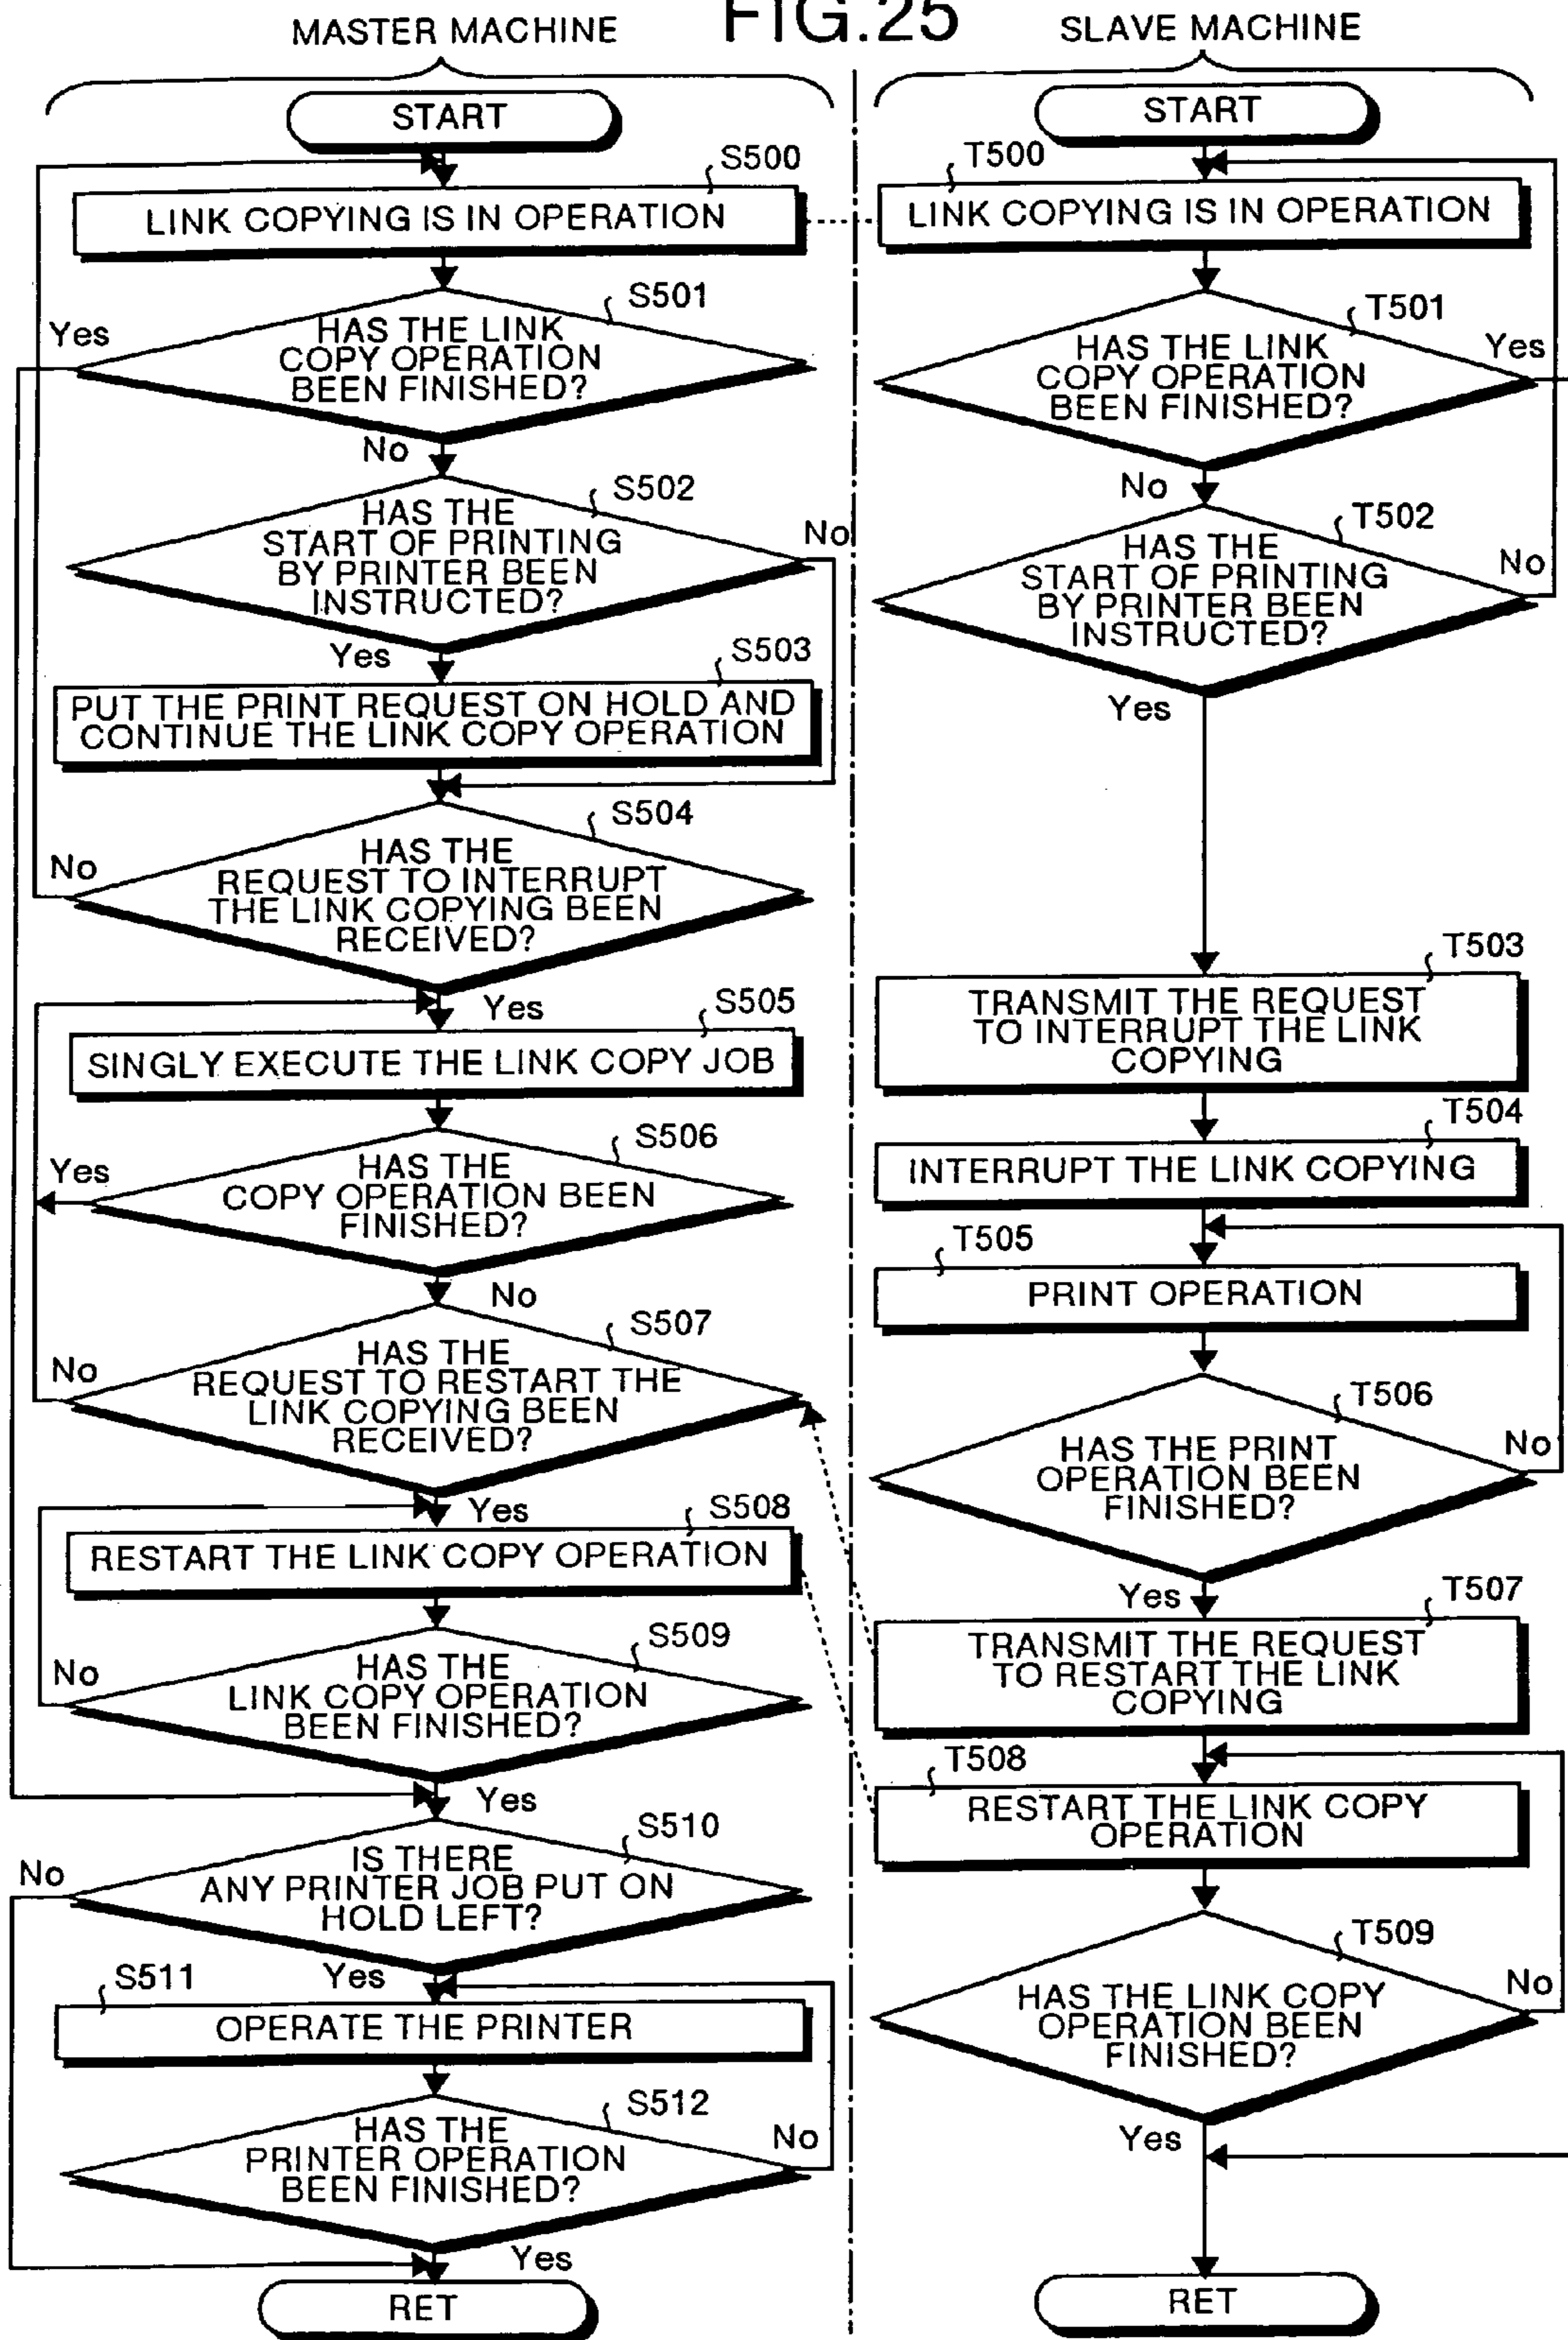 FIG.25
MASTER MACHINE
START
S500
LINK COPYING IS IN OPERATION
S501
Yes
HAS THE LINK
COPY OPERATION
BEEN FINISHED?
No
S502
HAS THE
START OF PRINTING
BY PRINTER BEEN
INSTRUCTED?
No
Yes
S503
PUT THE PRINT REQUEST ON HOLD AND
CONTINUE THE LINK COPY OPERATION
S504
No
HAS THE
REQUEST TO INTERRUPT
THE LINK COPYING BEEN
RECEIVED?
Yes
S505
SINGLY EXECUTE THE LINK COPY JOB
S506
Yes
HAS THE
COPY OPERATION BEEN
FINISHED?
No
S507
No
HAS THE
REQUEST TO RESTART THE
LINK COPYING BEEN
RECEIVED?
Yes
S508
RESTART THE LINK COPY OPERATION
S509
No
HAS THE
LINK COPY OPERATION
BEEN FINISHED?
Yes
S510
No
IS THERE
ANY PRINTER JOB PUT ON
HOLD LEFT?
Yes
S511
OPERATE THE PRINTER
S512
HAS THE
PRINTER OPERATION
BEEN FINISHED?
No
Yes
RET
SLAVE MACHINE
START
T500
LINK COPYING IS IN OPERATION
T501
HAS THE LINK
COPY OPERATION
BEEN FINISHED?
Yes
No
T502
HAS THE
START OF PRINTING
BY PRINTER BEEN
INSTRUCTED?
No
Yes
T503
TRANSMIT THE REQUEST
TO INTERRUPT THE LINK
COPYING
T504
INTERRUPT THE LINK COPYING
T505
PRINT OPERATION
T506
HAS THE PRINT
OPERATION BEEN
FINISHED?
No
Yes
T507
TRANSMIT THE REQUEST
TO RESTART THE LINK
COPYING
T508
RESTART THE LINK COPY
OPERATION
T509
HAS THE LINK COPY
OPERATION BEEN
FINISHED?
No
Yes
RET